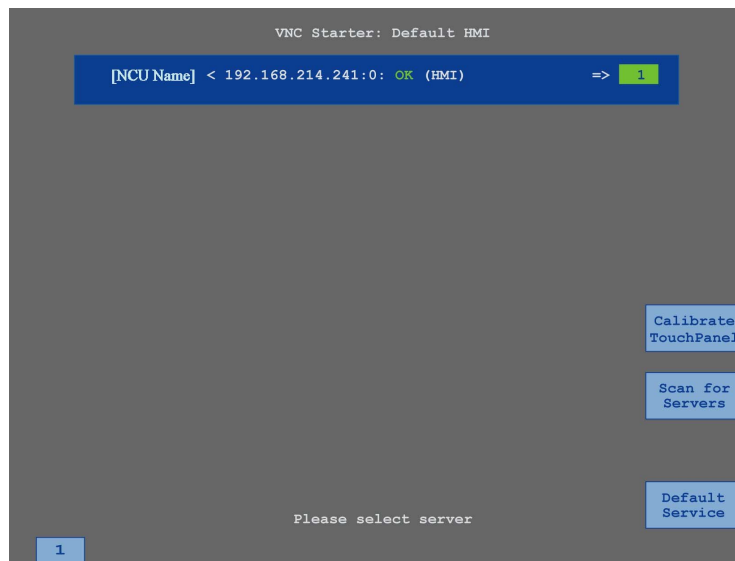 VNC Starter: Default HMI
[NCU Name] < 192.168.214.241:0: OK (HMI) => 1
Calibrate
TouchPanel
Scan for
Servers
Default
Service
Please select server
1